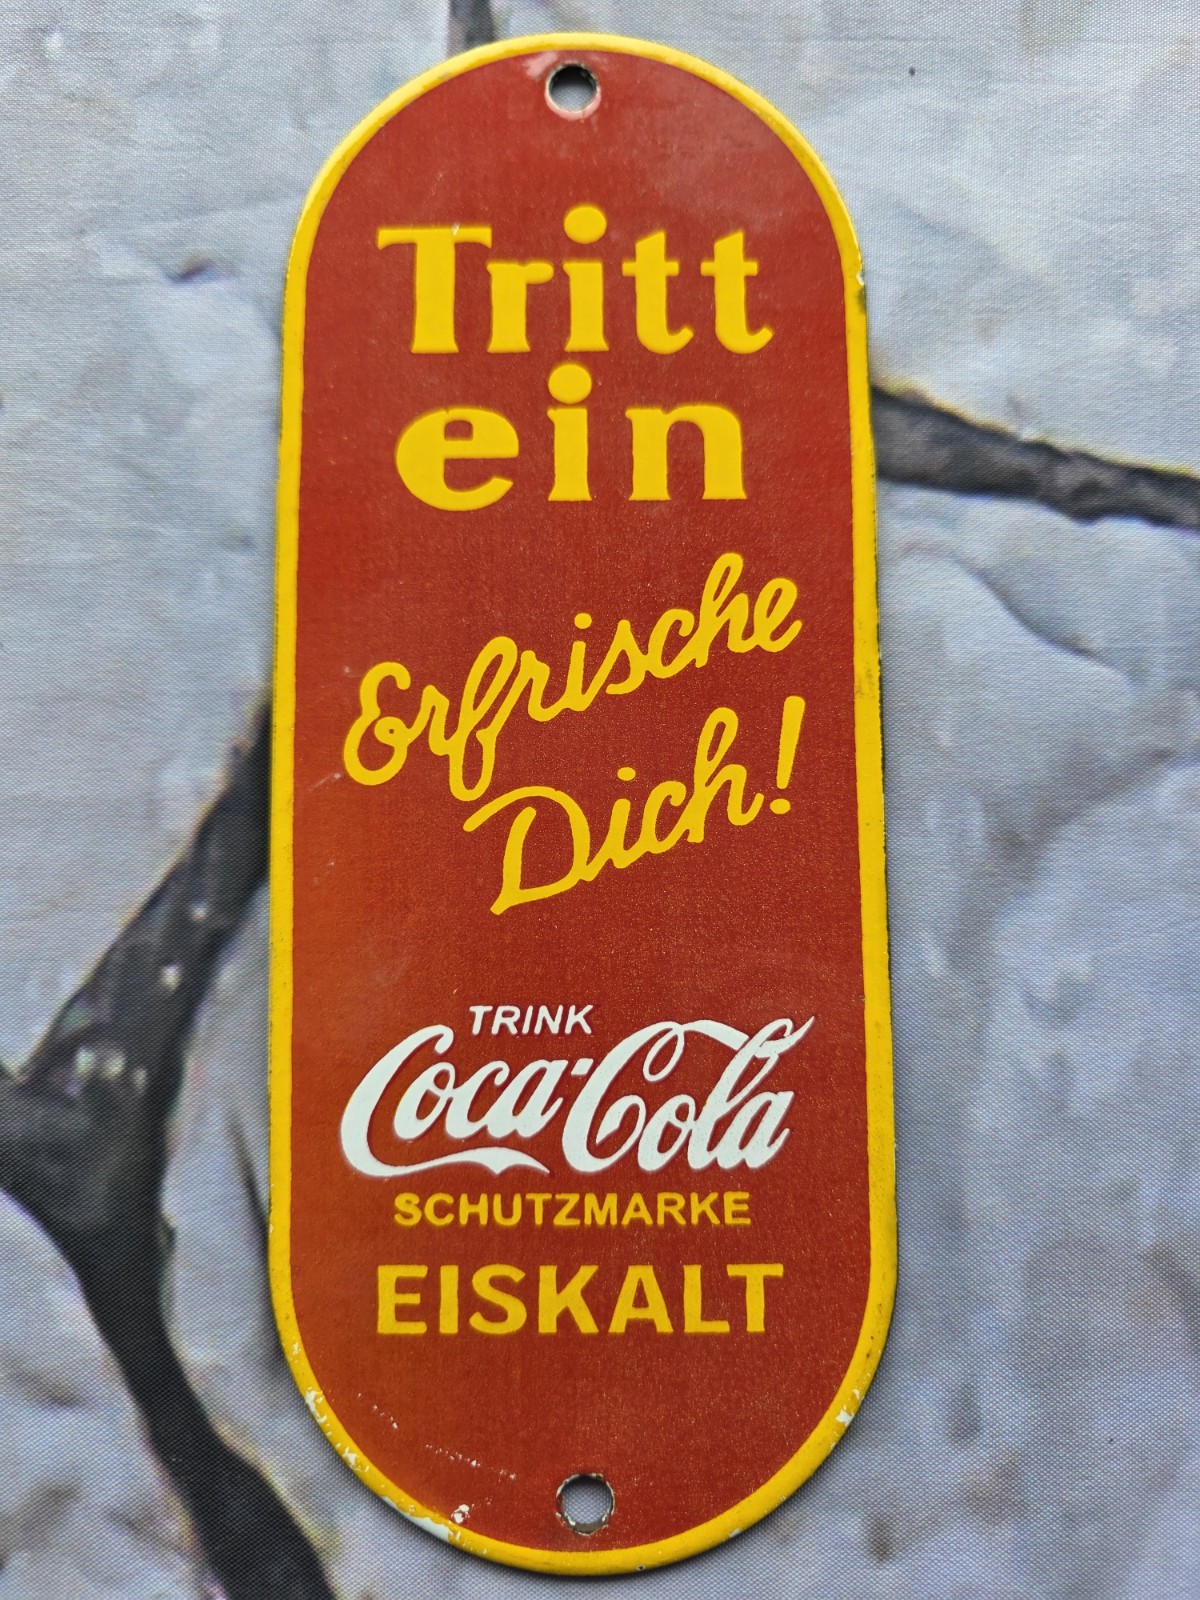 Tritt
ein
Erfrische
Dich!
TRINK
Coca-Cola
SCHUTZMARKE
EISKALT